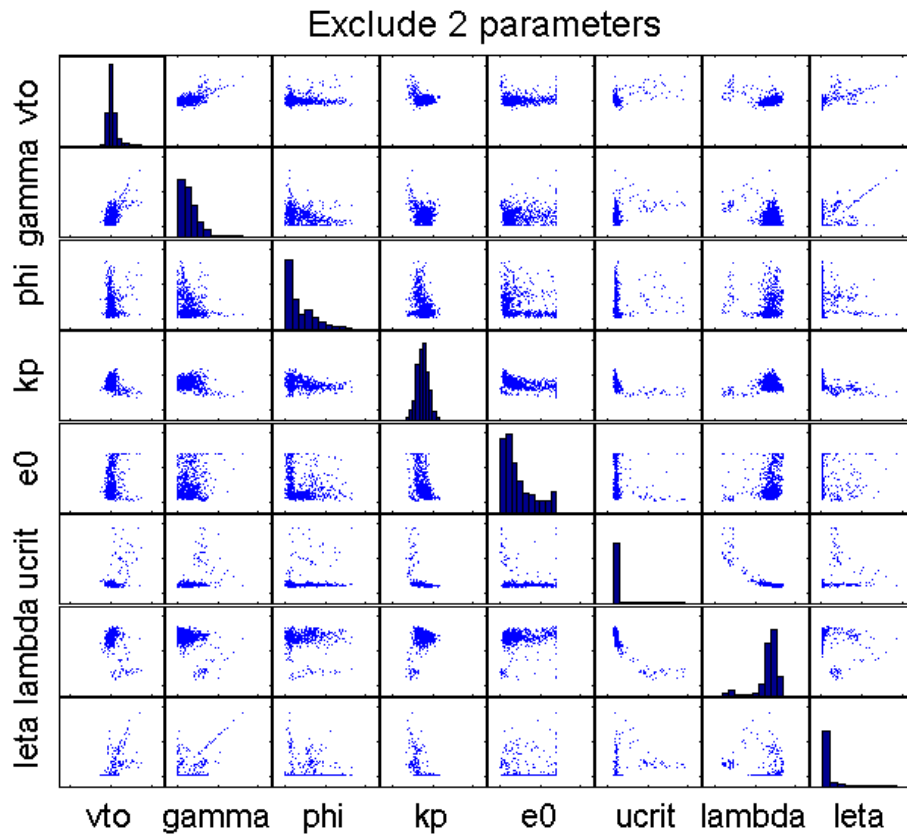 Exclude 2 parameters
vto
gamma
phi
kp
e0
ucrit
lambda
leta
vto gamma phi kp e0 ucrit lambda leta